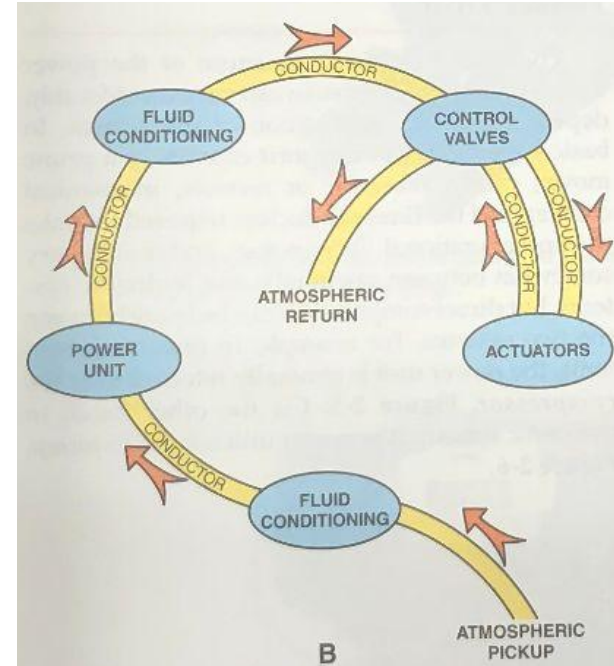 CONDUCTOR
FLUID
CONDITIONING
CONTROL
VALVES
CONDUCTOR
CONDUCTOR
CONDUCTOR
ATMOSPHERIC
RETURN
POWER
UNIT
ACTUATORS
CONDUCTOR
FLUID
CONDITIONING
ATMOSPHERIC
PICKUP
B